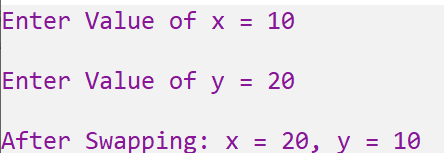 Enter Value of x = 10
Enter Value of y = 20
After Swapping: x = 20, y = 10